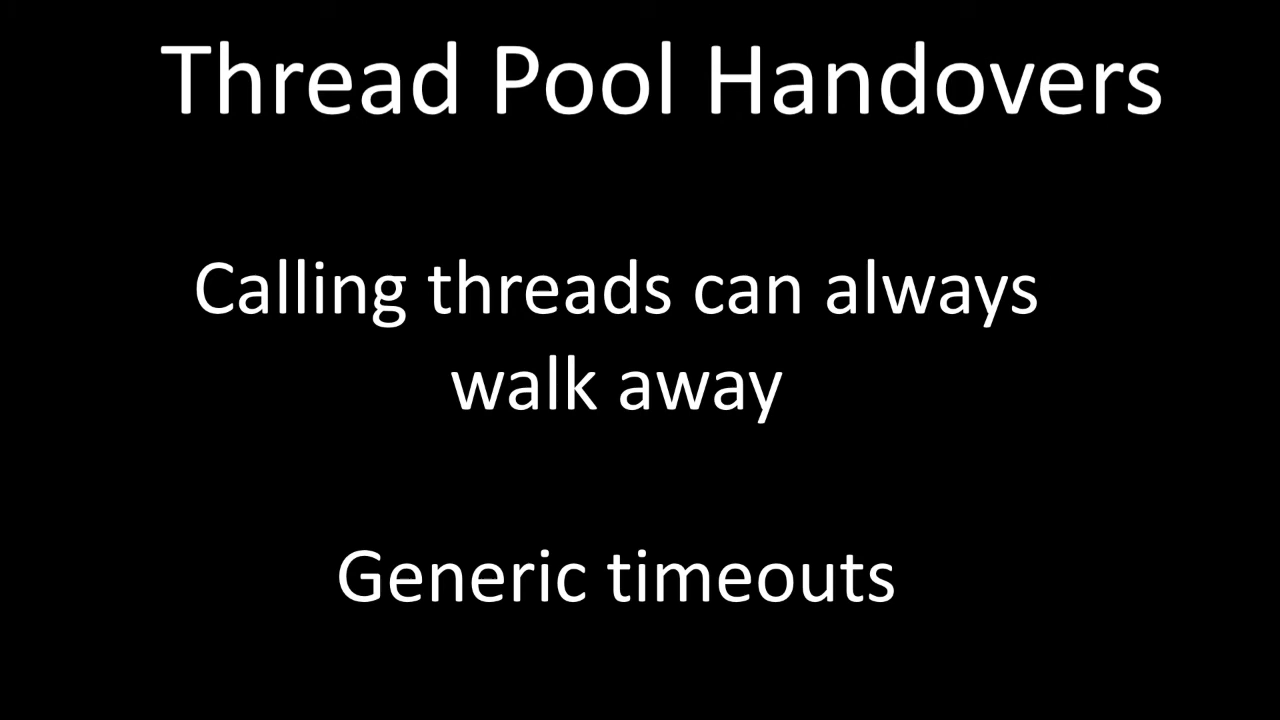 Thread Pool Handovers
Calling threads can always
walk away
Generic timeouts